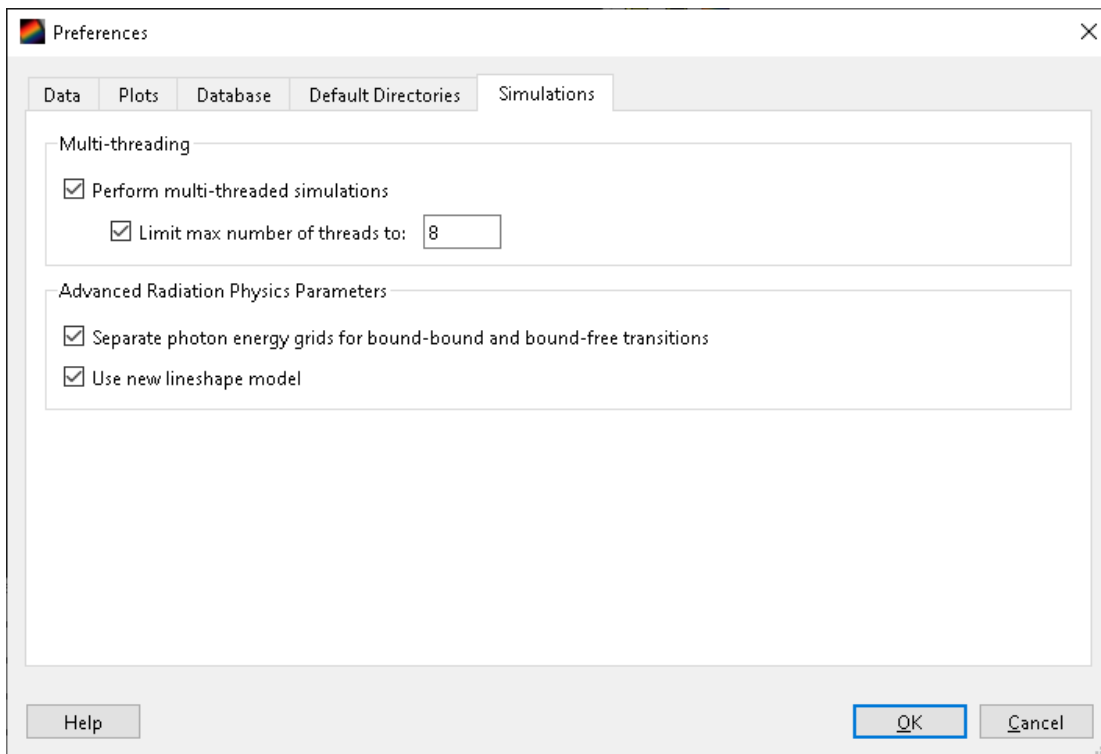 Preferences
Data Plots Database Default Directories Simulations
Multi-threading
Perform multi-threaded simulations
Limit max number of threads to: 8
Advanced Radiation Physics Parameters
Separate photon energy grids for bound-bound and bound-free transitions
Use new lineshape model
Help OK Cancel